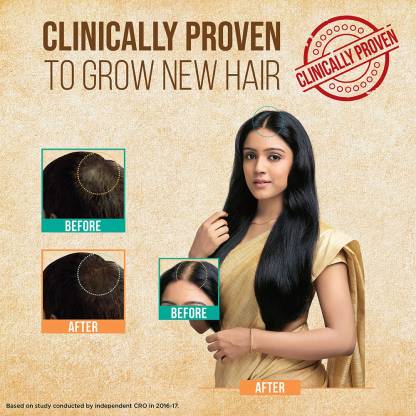 CLINICALLY PROVEN
TO GROW NEW HAIR
CLINICALLY PROVEN
BEFORE
AFTER
BEFORE
AFTER
Based on study conducted by independent CRO in 2016-17.